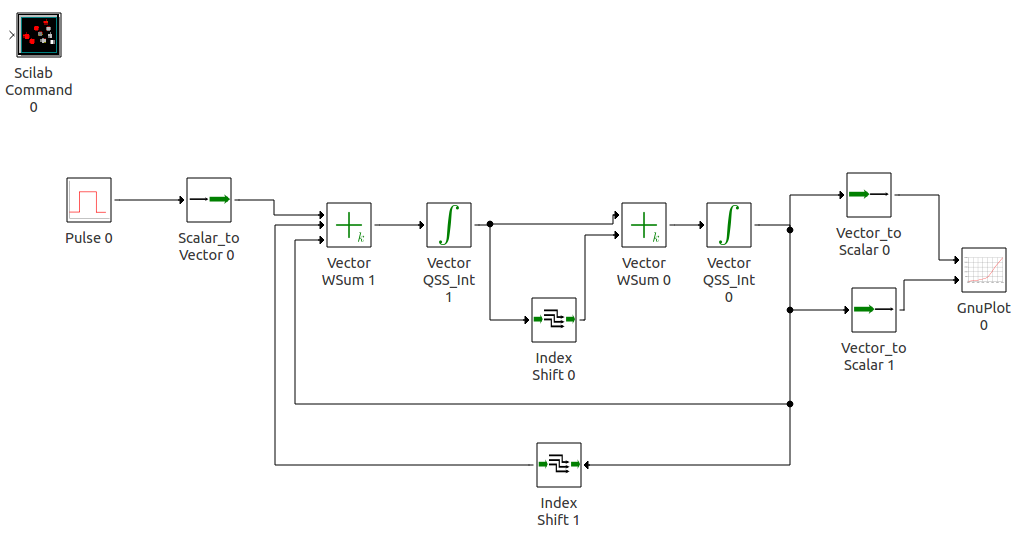 Scilab
Command
0
Pulse 0
Scalar_to
Vector 0
k
Vector
WSum 1
Vector
QSS_Int
1
k
Vector
WSum 0
Vector
QSS_Int
0
Vector_to
Scalar 0
GnuPlot
0
Vector_to
Scalar 1
Index
Shift 0
Index
Shift 1